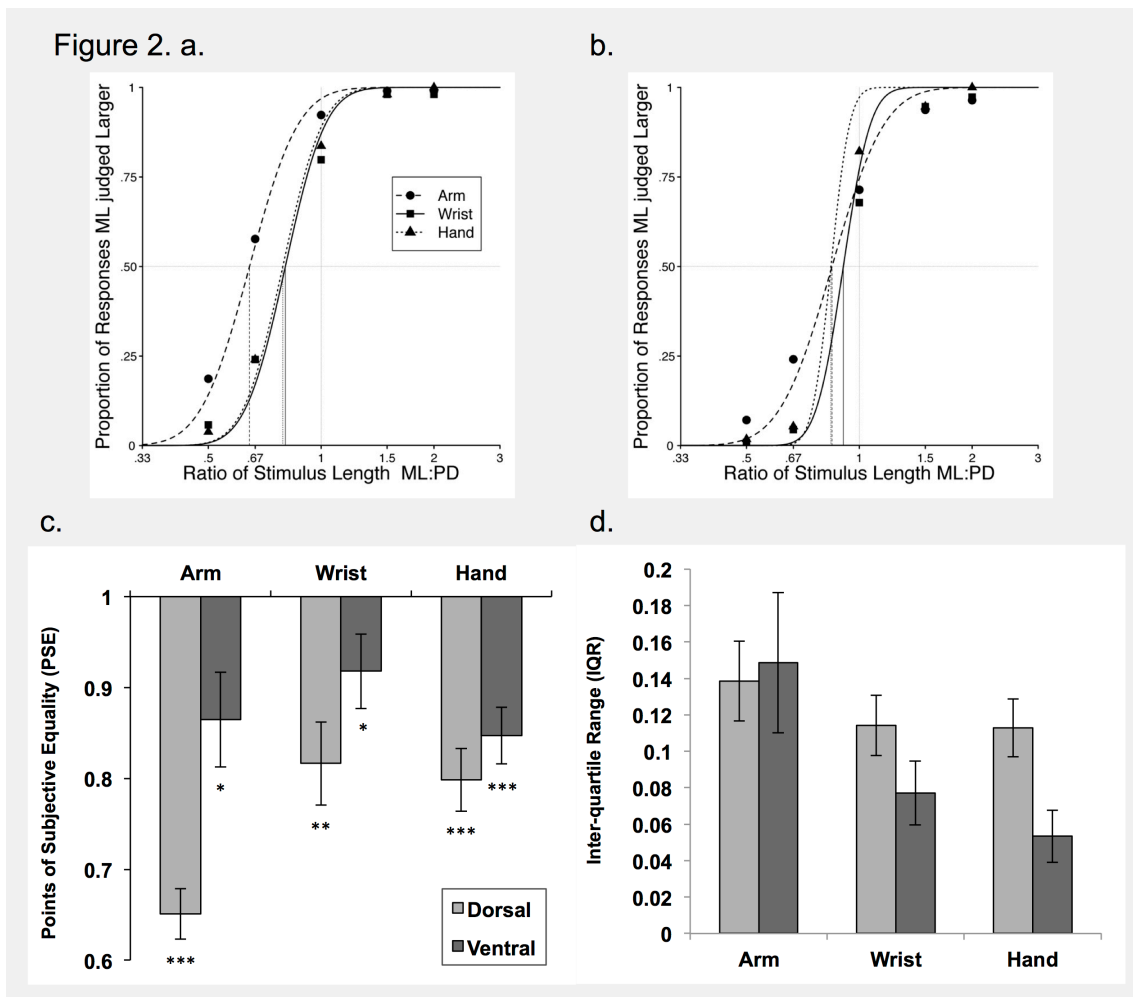 Figure 2. a.
b.
Proportion of Responses ML judged Larger
1
.75
.50
.25
0
.33
.5
.67
1
1.5
2
3
Ratio of Stimulus Length ML:PD
Arm
Wrist
Hand
Proportion of Responses ML judged Larger
1
.75
.50
.25
0
.33
.5
.67
1
1.5
2
3
Ratio of Stimulus Length ML:PD
c.
Arm Wrist Hand
Points of Subjective Equality (PSE)
1
0.9
0.8
0.7
0.6
***
*
**
*
***
***
Dorsal
Ventral
d.
Inter-quartile Range (IQR)
0.2
0.18
0.16
0.14
0.12
0.1
0.08
0.06
0.04
0.02
0
Arm Wrist Hand